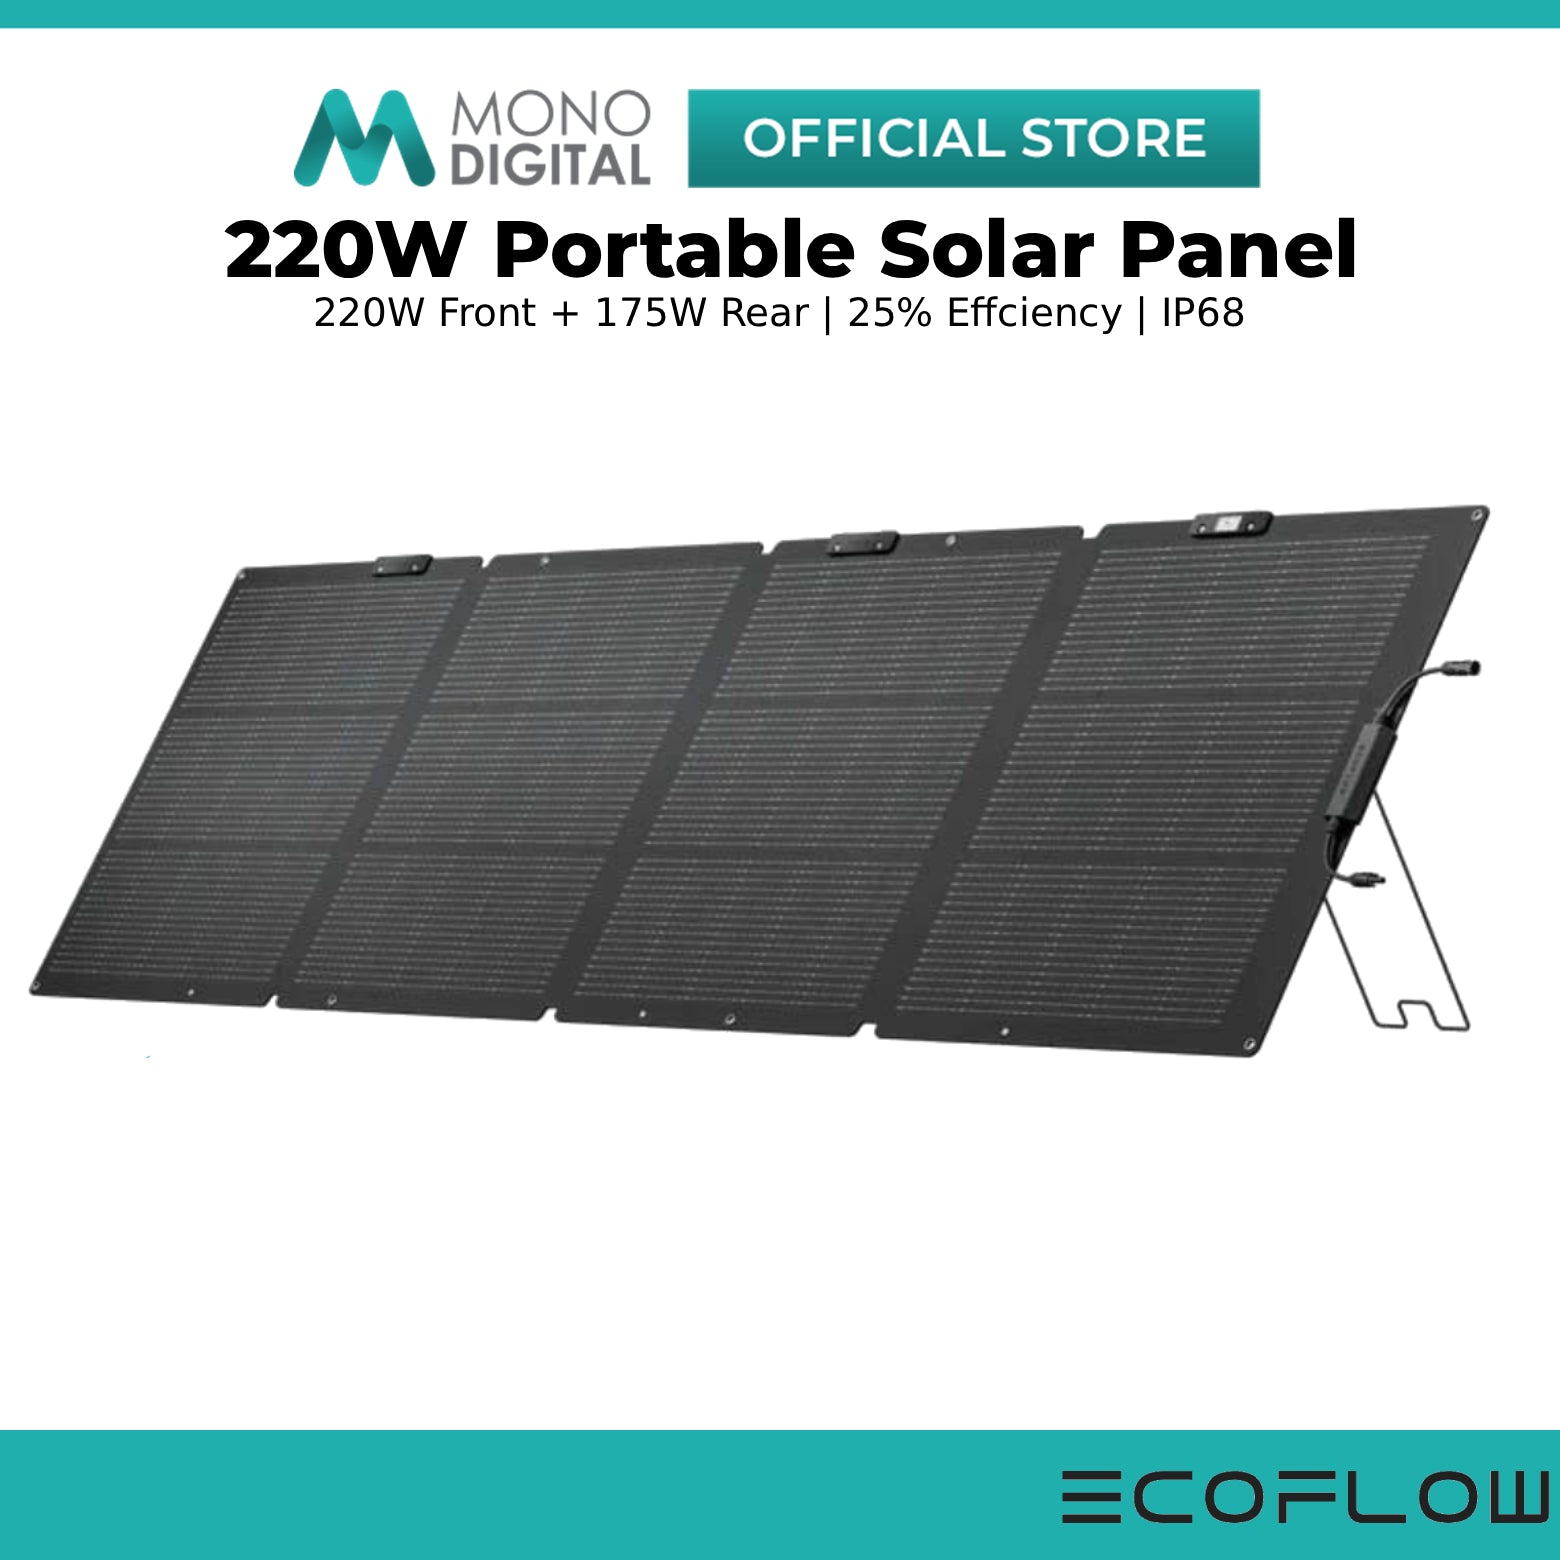 MONO
DIGITAL
OFFICIAL STORE
220W Portable Solar Panel
220W Front + 175W Rear | 25% Effciency | IP68
ECOFLOW